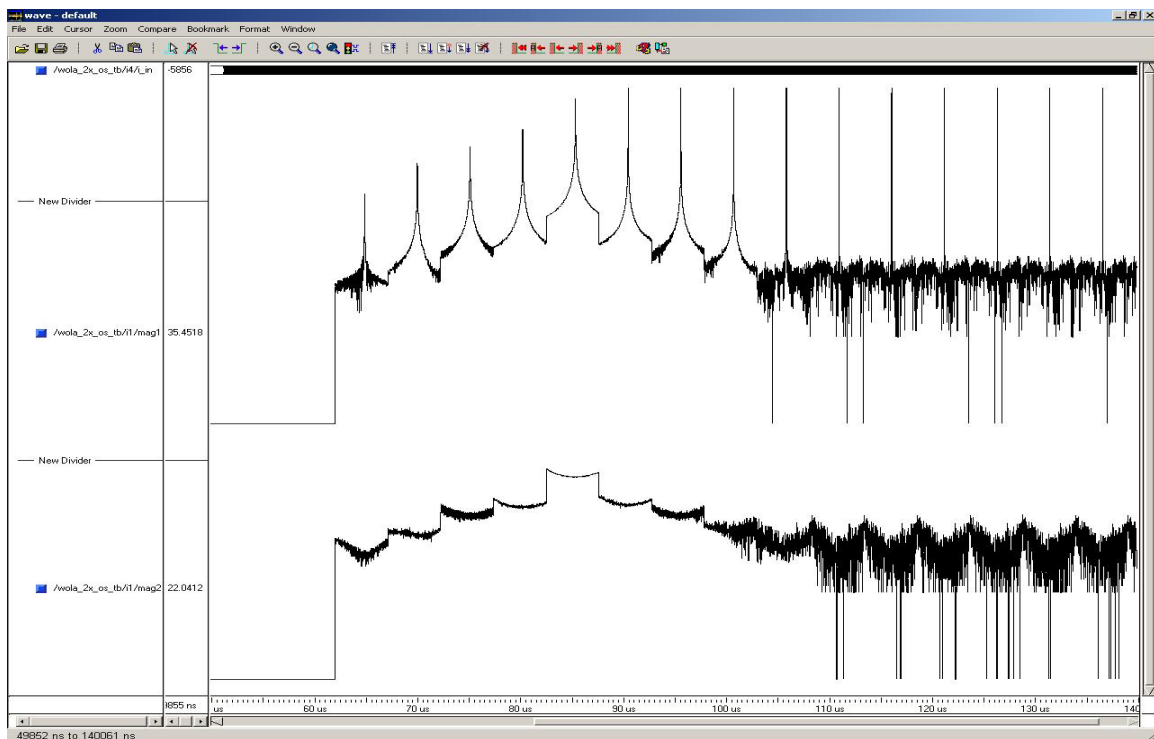 wave - default
File Edit Cursor Zoom Compare Bookmark Format Window
/wola_2x_os_tb/i4/i_in -5856
New Divider
/wola_2x_os_tb/i1/mag1 35.4518
New Divider
/wola_2x_os_tb/i1/mag2 22.0412
us 60 us 70 us 80 us 90 us 100 us 110 us 120 us 130 us 140
49852 ns to 140061 ns